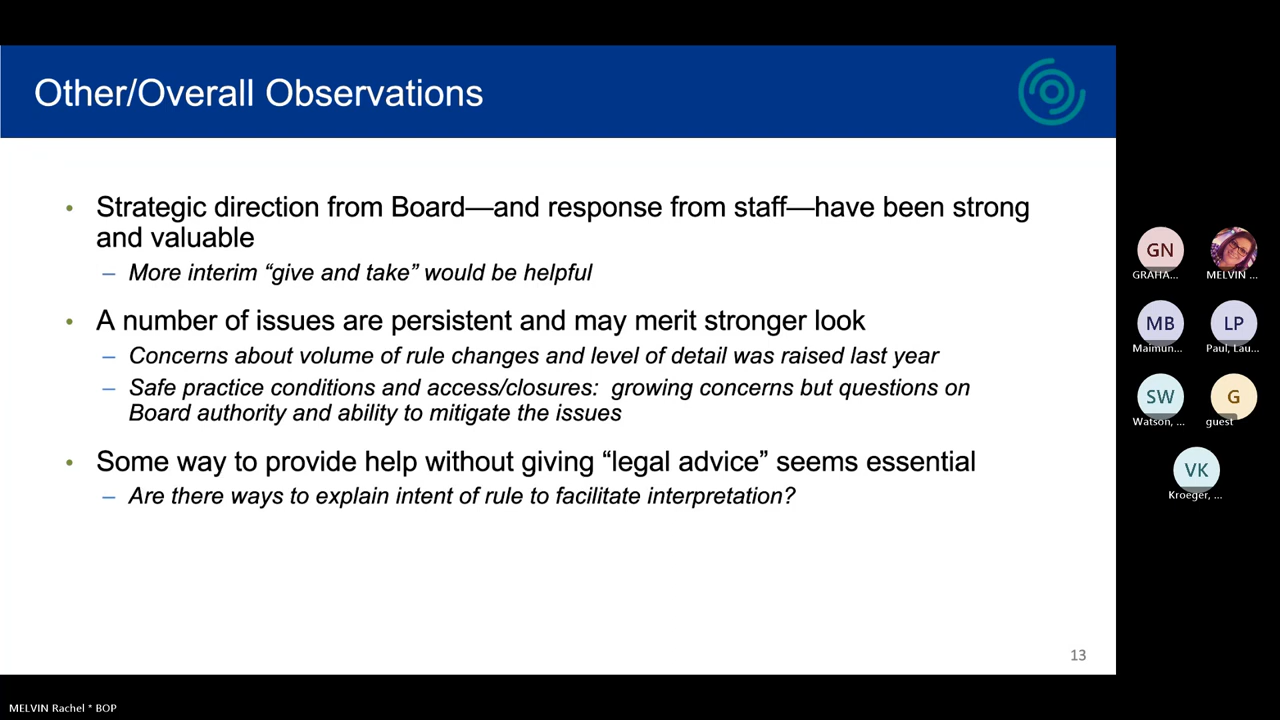 Other/Overall Observations
• Strategic direction from Board—and response from staff—have been strong
and valuable
– More interim “give and take” would be helpful
• A number of issues are persistent and may merit stronger look
– Concerns about volume of rule changes and level of detail was raised last year
– Safe practice conditions and access/closures: growing concerns but questions on
Board authority and ability to mitigate the issues
• Some way to provide help without giving “legal advice” seems essential
– Are there ways to explain intent of rule to facilitate interpretation?
13
GN
GRAHA...
MELVIN ...
MB
Maimun...
LP
Paul, Lau...
SW
Watson, ...
G
guest
VK
Kroeger, ...
MELVIN Rachel * BOP